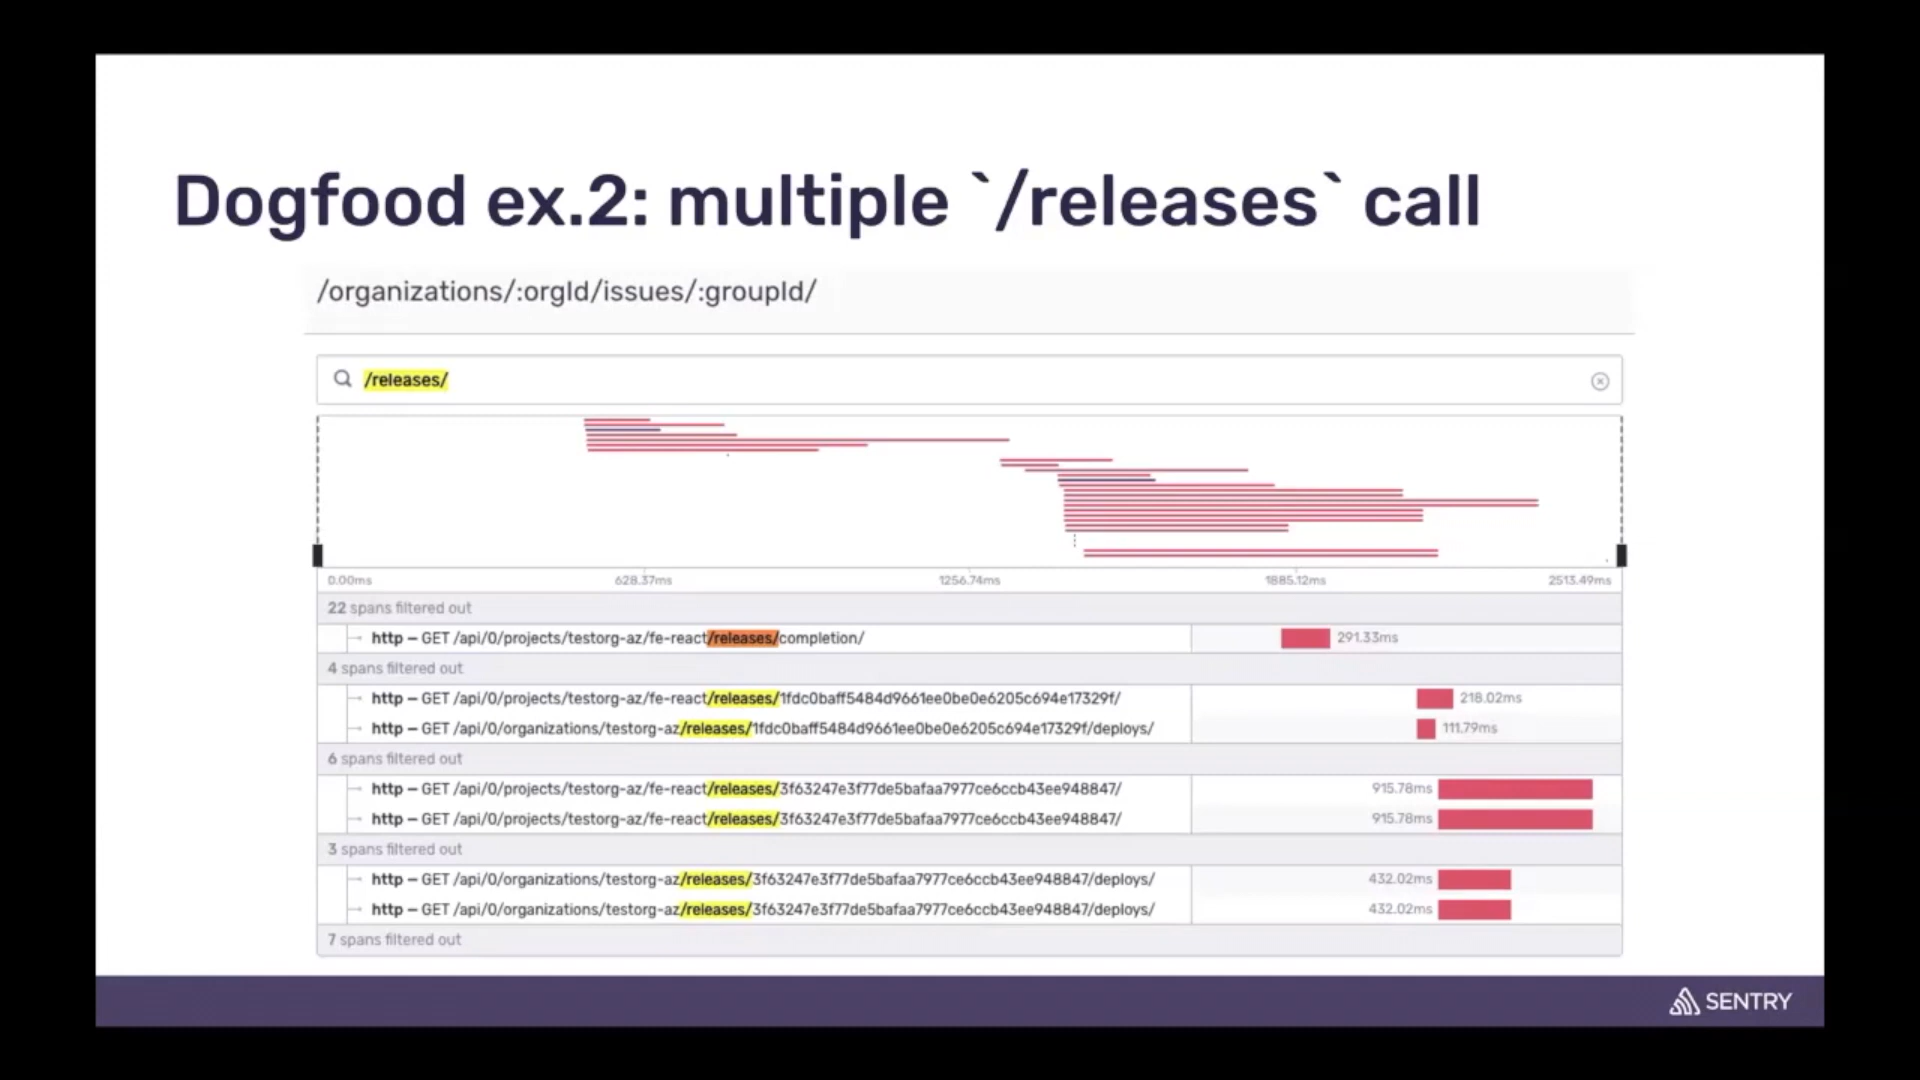 Dogfood ex.2: multiple `/releases` call
/organizations/:orgId/issues/:groupId/
/releases/
0.00ms 628.37ms 1256.74ms 1885.12ms 2513.49ms
22 spans filtered out
http – GET /api/0/projects/testorg-az/fe-react/releases/completion/ 291.33ms
4 spans filtered out
http – GET /api/0/projects/testorg-az/fe-react/releases/1fdc0baff5484d9661ee0be0e6205c694e17329f/ 218.02ms
http – GET /api/0/organizations/testorg-az/releases/1fdc0baff5484d9661ee0be0e6205c694e17329f/deploys/ 111.79ms
6 spans filtered out
http – GET /api/0/projects/testorg-az/fe-react/releases/3f63247e3f77de5bafaa7977ce6ccb43ee948847/ 915.78ms
http – GET /api/0/projects/testorg-az/fe-react/releases/3f63247e3f77de5bafaa7977ce6ccb43ee948847/ 915.78ms
3 spans filtered out
http – GET /api/0/organizations/testorg-az/releases/3f63247e3f77de5bafaa7977ce6ccb43ee948847/deploys/ 432.02ms
http – GET /api/0/organizations/testorg-az/releases/3f63247e3f77de5bafaa7977ce6ccb43ee948847/deploys/ 432.02ms
7 spans filtered out
SENTRY